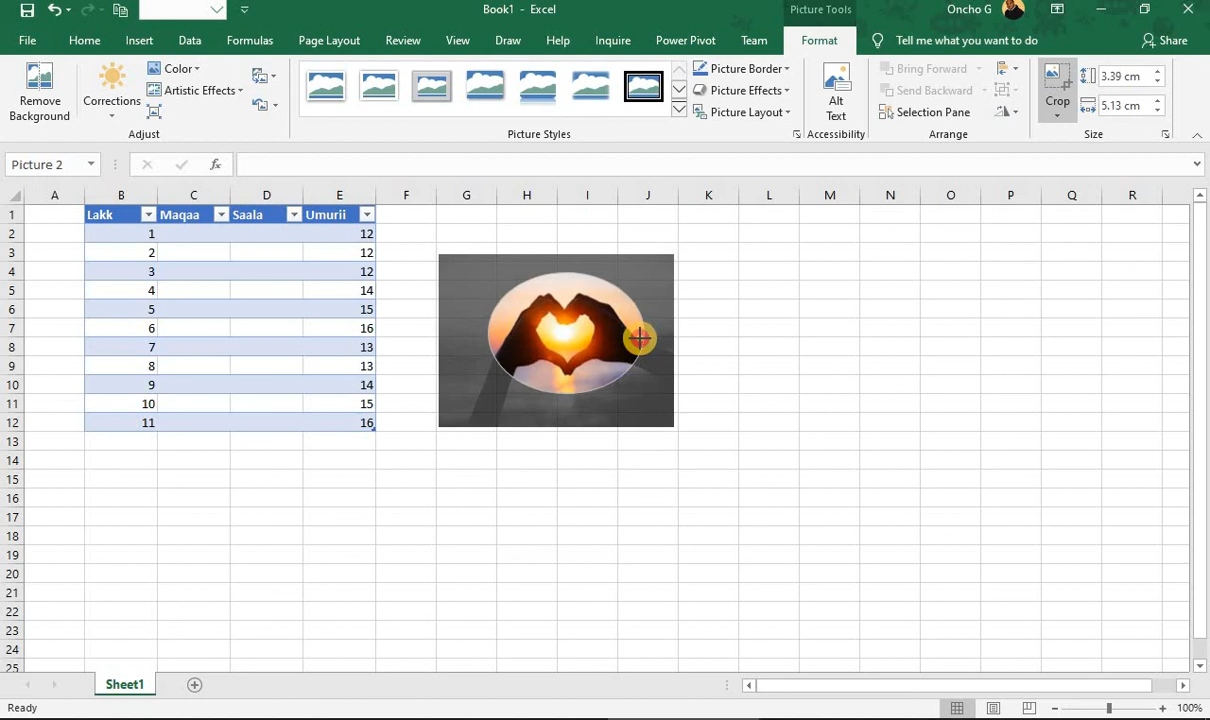 Book1 - Excel
Picture Tools
Oncho G
File Home Insert Data Formulas Page Layout Review View Draw Help Inquire Power Pivot Team Format Tell me what you want to do Share
Remove Background
Corrections
Color
Artistic Effects
Adjust
Picture Border
Picture Effects
Picture Layout
Picture Styles
Alt Text
Accessibility
Bring Forward
Send Backward
Selection Pane
Arrange
Crop
3.39 cm
5.13 cm
Size
Picture 2
fx
A B C D E F G H I J K L M N O P Q R
1 Lakk Maqaa Saala Umurii
2 1 12
3 2 12
4 3 12
5 4 14
6 5 15
7 6 16
8 7 13
9 8 13
10 9 14
11 10 15
12 11 16
13
14
15
16
17
18
19
20
21
22
23
24
25
Sheet1
Ready
100%